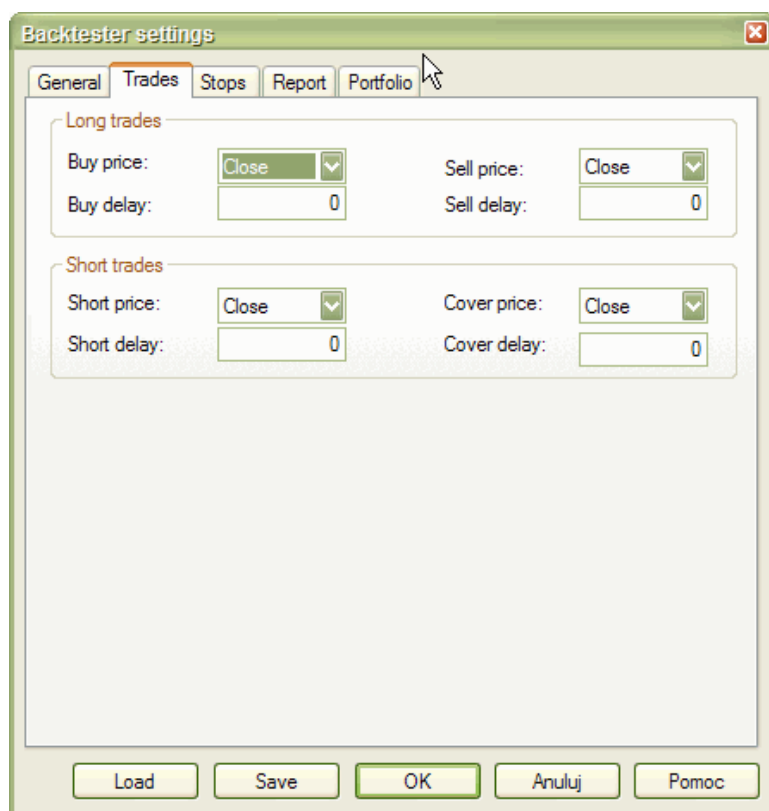 Backtester settings
General Trades Stops Report Portfolio
Long trades
Buy price: Close Sell price: Close
Buy delay: 0 Sell delay: 0
Short trades
Short price: Close Cover price: Close
Short delay: 0 Cover delay: 0
Load Save OK Anuluj Pomoc